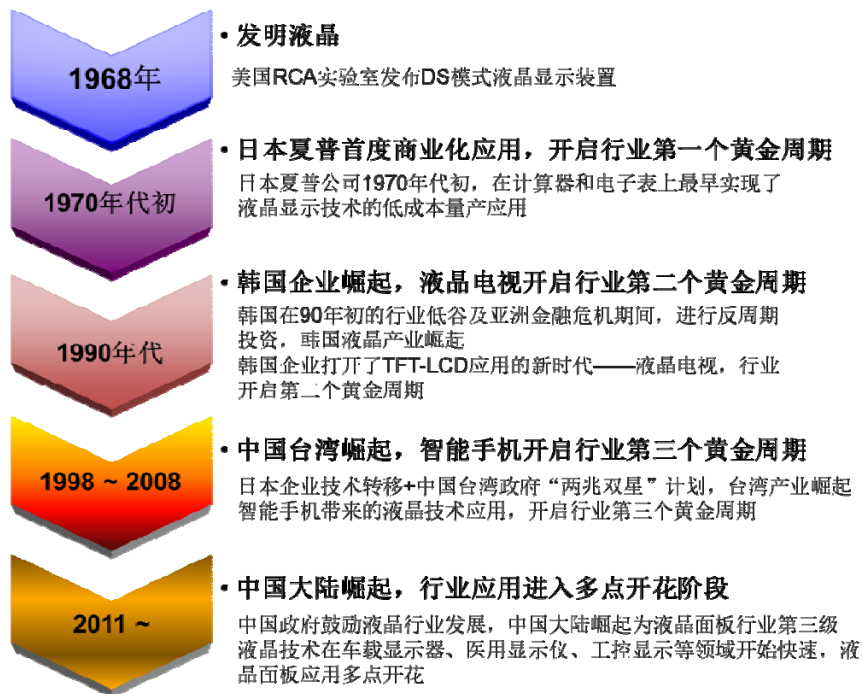 1968年
• 发明液晶
美国RCA实验室发布DS模式液晶显示装置
1970年代初
• 日本夏普首度商业化应用，开启行业第一个黄金周期
日本夏普公司1970年代初，在计算器和电子表上最早实现了
液晶显示技术的低成本量产应用
1990年代
• 韩国企业崛起，液晶电视开启行业第二个黄金周期
韩国在90年初的行业低谷及亚洲金融危机期间，进行反周期
投资，韩国液晶产业崛起
韩国企业打开了TFT-LCD应用的新时代——液晶电视，行业
开启第二个黄金周期
1998 ~ 2008
• 中国台湾崛起，智能手机开启行业第三个黄金周期
日本企业技术转移+中国台湾政府“两兆双星”计划，台湾产业崛起
智能手机带来的液晶技术应用，开启行业第三个黄金周期
2011 ~
• 中国大陆崛起，行业应用进入多点开花阶段
中国政府鼓励液晶行业发展，中国大陆崛起为液晶面板行业第三级
液晶技术在车载显示器、医用显示仪、工控显示等领域开始快速，液
晶面板应用多点开花